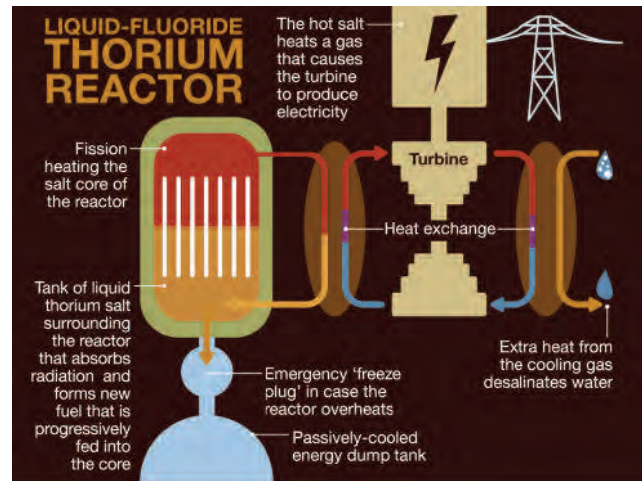 LIQUID-FLUORIDE
THORIUM
REACTOR
The hot salt
heats a gas
that causes
the turbine
to produce
electricity
Fission
heating the
salt core of
the reactor
Turbine
Heat exchange
Tank of liquid
thorium salt
surrounding
the reactor
that absorbs
radiation and
forms new
fuel that is
progressively
fed into
the core
Emergency ‘freeze
plug’ in case the
reactor overheats
Passively-cooled
energy dump tank
Extra heat from
the cooling gas
desalinates water